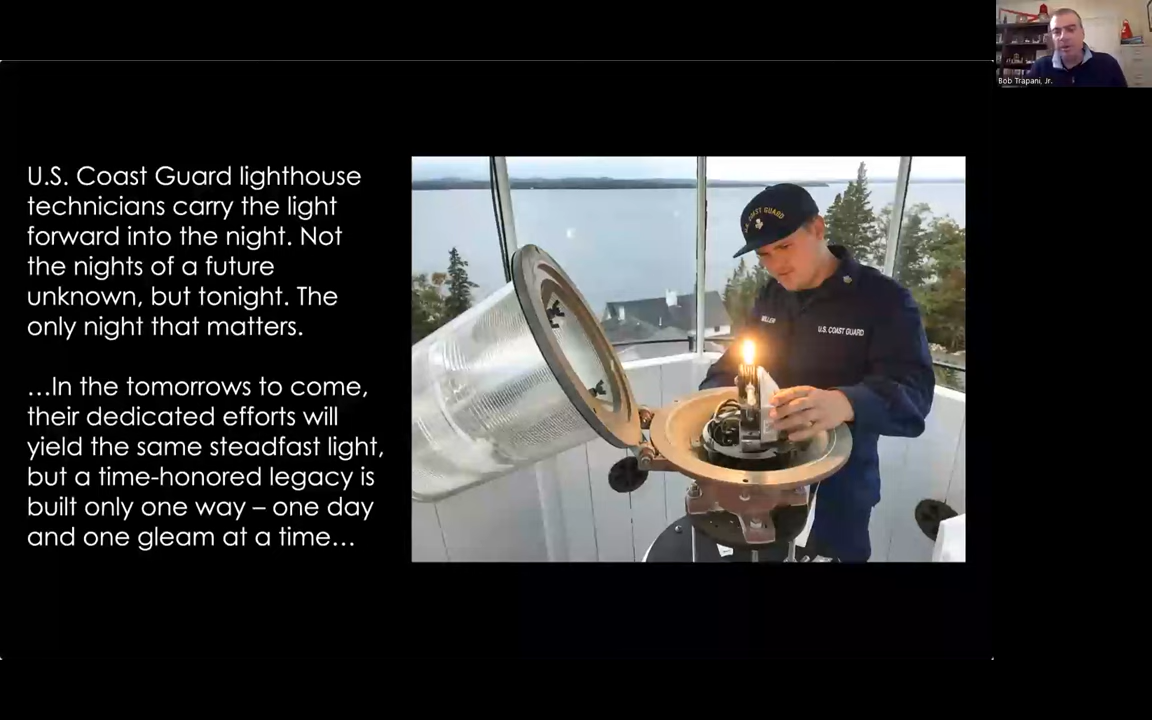 Bob Trapani, Jr.
U.S. Coast Guard lighthouse
technicians carry the light
forward into the night. Not
the nights of a future
unknown, but tonight. The
only night that matters.
…In the tomorrows to come,
their dedicated efforts will
yield the same steadfast light,
but a time-honored legacy is
built only one way – one day
and one gleam at a time…
U.S. COAST GUARD
MILLER
U.S. COAST GUARD